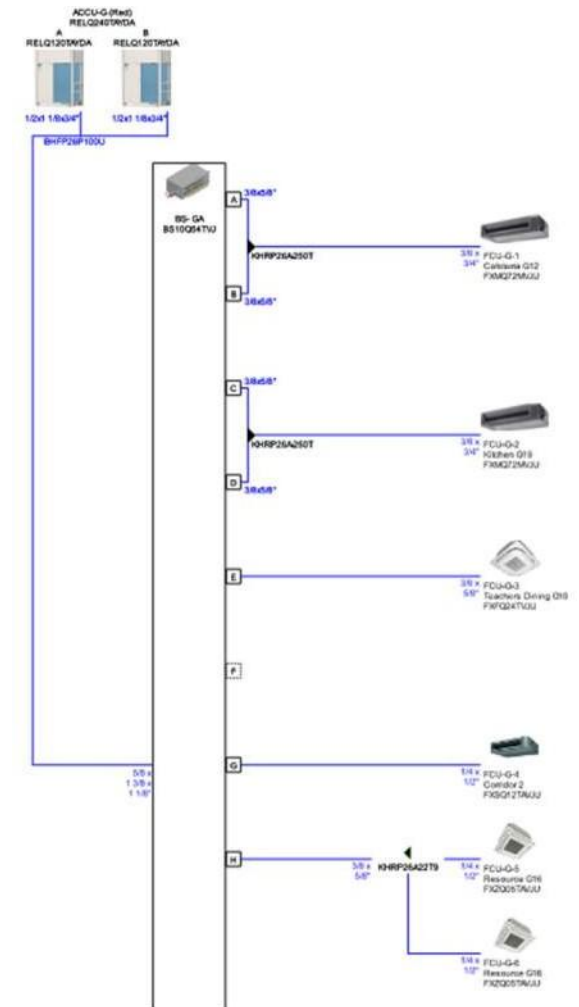 ACCU-G-(Red)
RELQ240TAYDA
A
RELQ120TAYDA
B
RELQ120TAYDA
1/2x1 1/8x3/4"
1/2x1 1/8x3/4"
BHFP26P100U
BS- GA
BS10Q54TVJ
A
3/8x5/8"
KHRP26A250T
3/8 x
3/4"
FCU-G-1
Cafetaria G12
FXMQ72MVJU
B
3/8x5/8"
C
3/8x5/8"
KHRP26A250T
3/8 x
3/4"
FCU-G-2
Kitchen G19
FXMQ72MVJU
D
3/8x5/8"
E
3/8 x
5/8"
FCU-G-3
Teachers Dining G18
FXFQ24TVJU
F
5/8 x
1 3/8 x
1 1/8"
G
1/4 x
1/2"
FCU-G-4
Corridor 2
FXSQ12TAVJU
H
3/8 x
5/8"
KHRP26A22T9
1/4 x
1/2"
FCU-G-5
Resource G16
FXZQ05TAVJU
1/4 x
1/2"
FCU-G-6
Resource G16
FXZQ05TAVJU